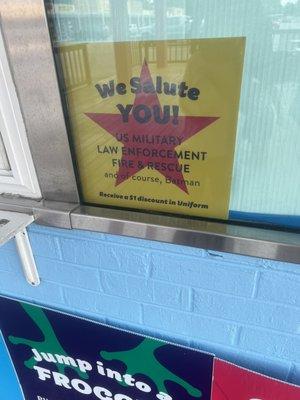 We Salute
YOU!
US MILITARY
LAW ENFORCEMENT
FIRE & RESCUE
and of course, Batman
Receive a $1 discount in Uniform
Jump into a